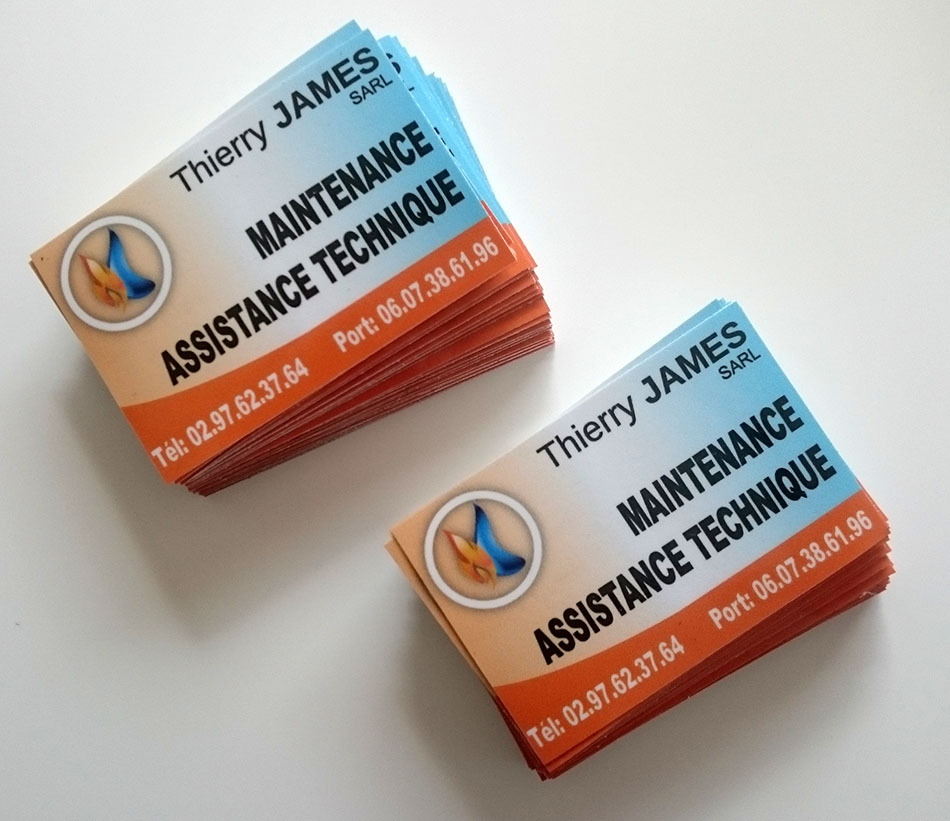 Thierry JAMES
SARL
MAINTENANCE
ASSISTANCE TECHNIQUE
Tél: 02.97.62.37.64 Port: 06.07.38.61.96
Thierry JAMES
SARL
MAINTENANCE
ASSISTANCE TECHNIQUE
Tél: 02.97.62.37.64 Port: 06.07.38.61.96